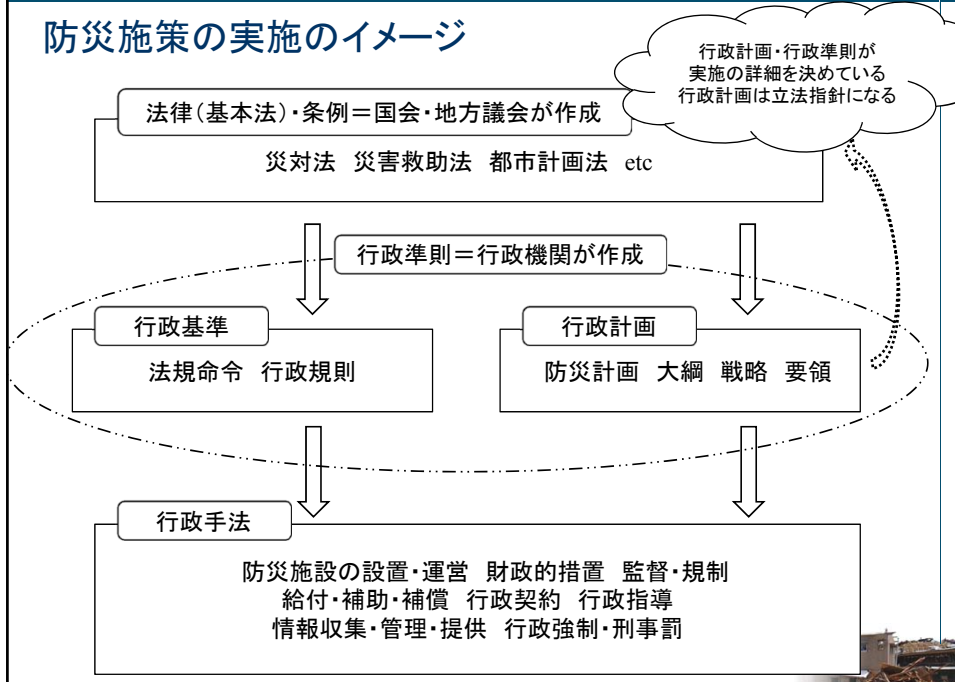 防災施策の実施のイメージ
行政計画・行政準則が
実施の詳細を決めている
行政計画は立法指針になる
法律(基本法)・条例＝国会・地方議会が作成
災対法 災害救助法 都市計画法 etc
行政準則＝行政機関が作成
行政基準
法規命令 行政規則
行政計画
防災計画 大綱 戦略 要領
行政手法
防災施設の設置・運営 財政的措置 監督・規制
給付・補助・補償 行政契約 行政指導
情報収集・管理・提供 行政強制・刑事罰